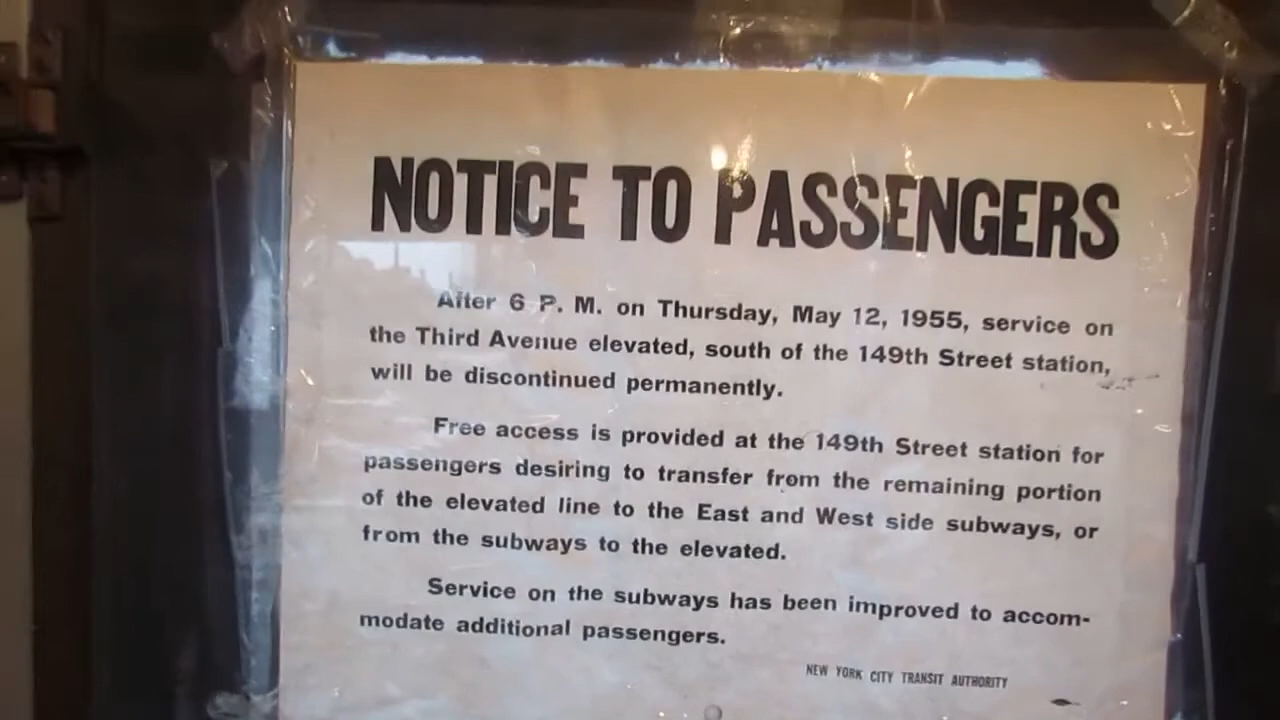 NOTICE TO PASSENGERS
After 6 P. M. on Thursday, May 12, 1955, service on
the Third Avenue elevated, south of the 149th Street station,
will be discontinued permanently.
Free access is provided at the 149th Street station for
passengers desiring to transfer from the remaining portion
of the elevated line to the East and West side subways, or
from the subways to the elevated.
Service on the subways has been improved to accom-
modate additional passengers.
NEW YORK CITY TRANSIT AUTHORITY